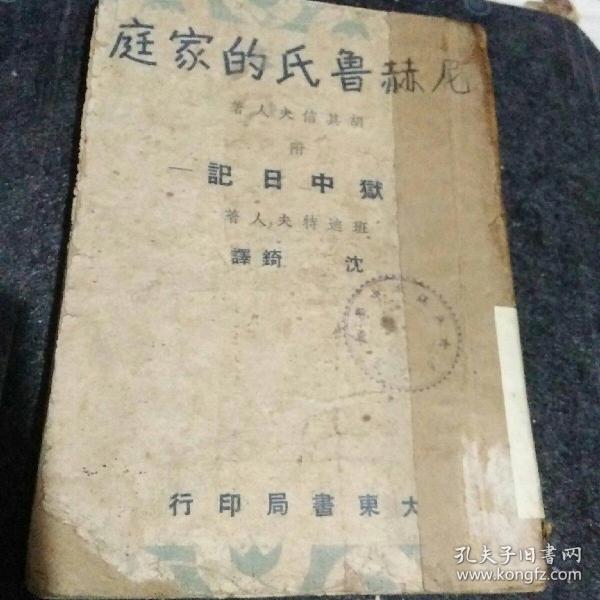 尼赫魯氏的家庭
胡其信夫人著
附
獄中日記
班迪特夫人著
沈錡譯
大東書局印行
孔夫子旧书网
www.kongfz.com